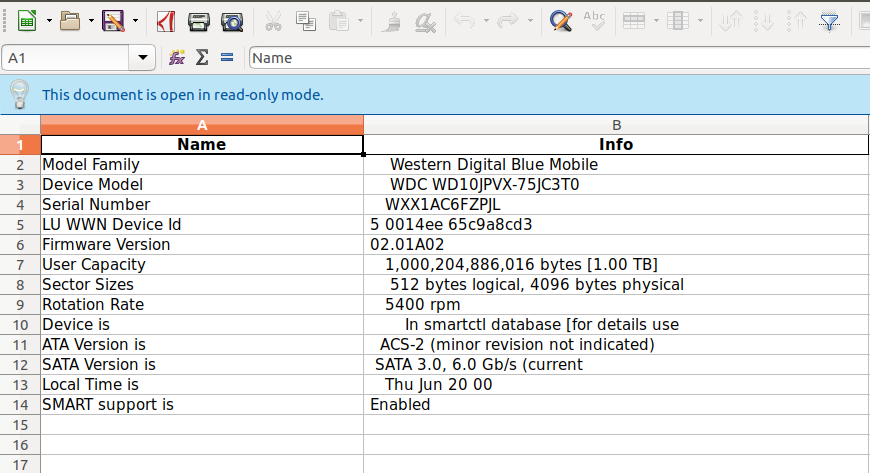 Abc
A1
Name
This document is open in read-only mode.
A B
1 Name Info
2 Model Family Western Digital Blue Mobile
3 Device Model WDC WD10JPVX-75JC3T0
4 Serial Number WXX1AC6FZPJL
5 LU WWN Device Id 5 0014ee 65c9a8cd3
6 Firmware Version 02.01A02
7 User Capacity 1,000,204,886,016 bytes [1.00 TB]
8 Sector Sizes 512 bytes logical, 4096 bytes physical
9 Rotation Rate 5400 rpm
10 Device is In smartctl database [for details use
11 ATA Version is ACS-2 (minor revision not indicated)
12 SATA Version is SATA 3.0, 6.0 Gb/s (current
13 Local Time is Thu Jun 20 00
14 SMART support is Enabled
15
16
17